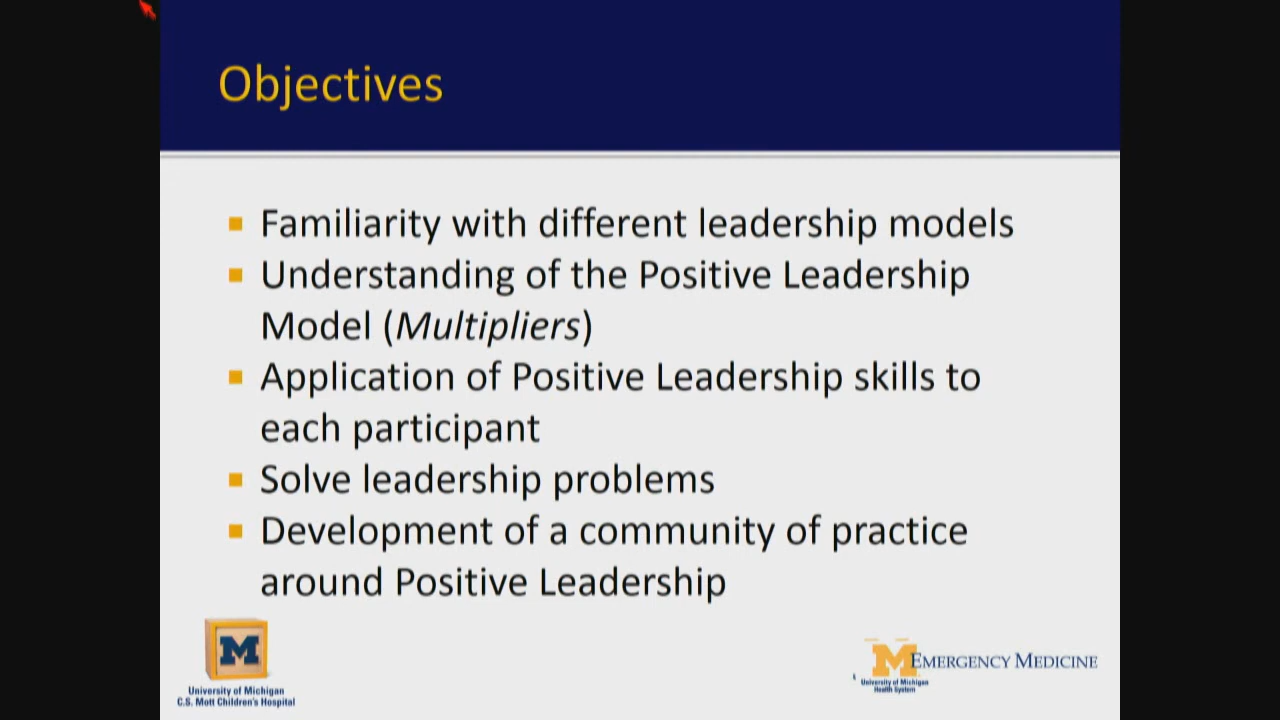 Objectives
Familiarity with different leadership models
Understanding of the Positive Leadership
Model (Multipliers)
Application of Positive Leadership skills to
each participant
Solve leadership problems
Development of a community of practice
around Positive Leadership
M
University of Michigan
C.S. Mott Children's Hospital
M EMERGENCY MEDICINE
University of Michigan
Health System